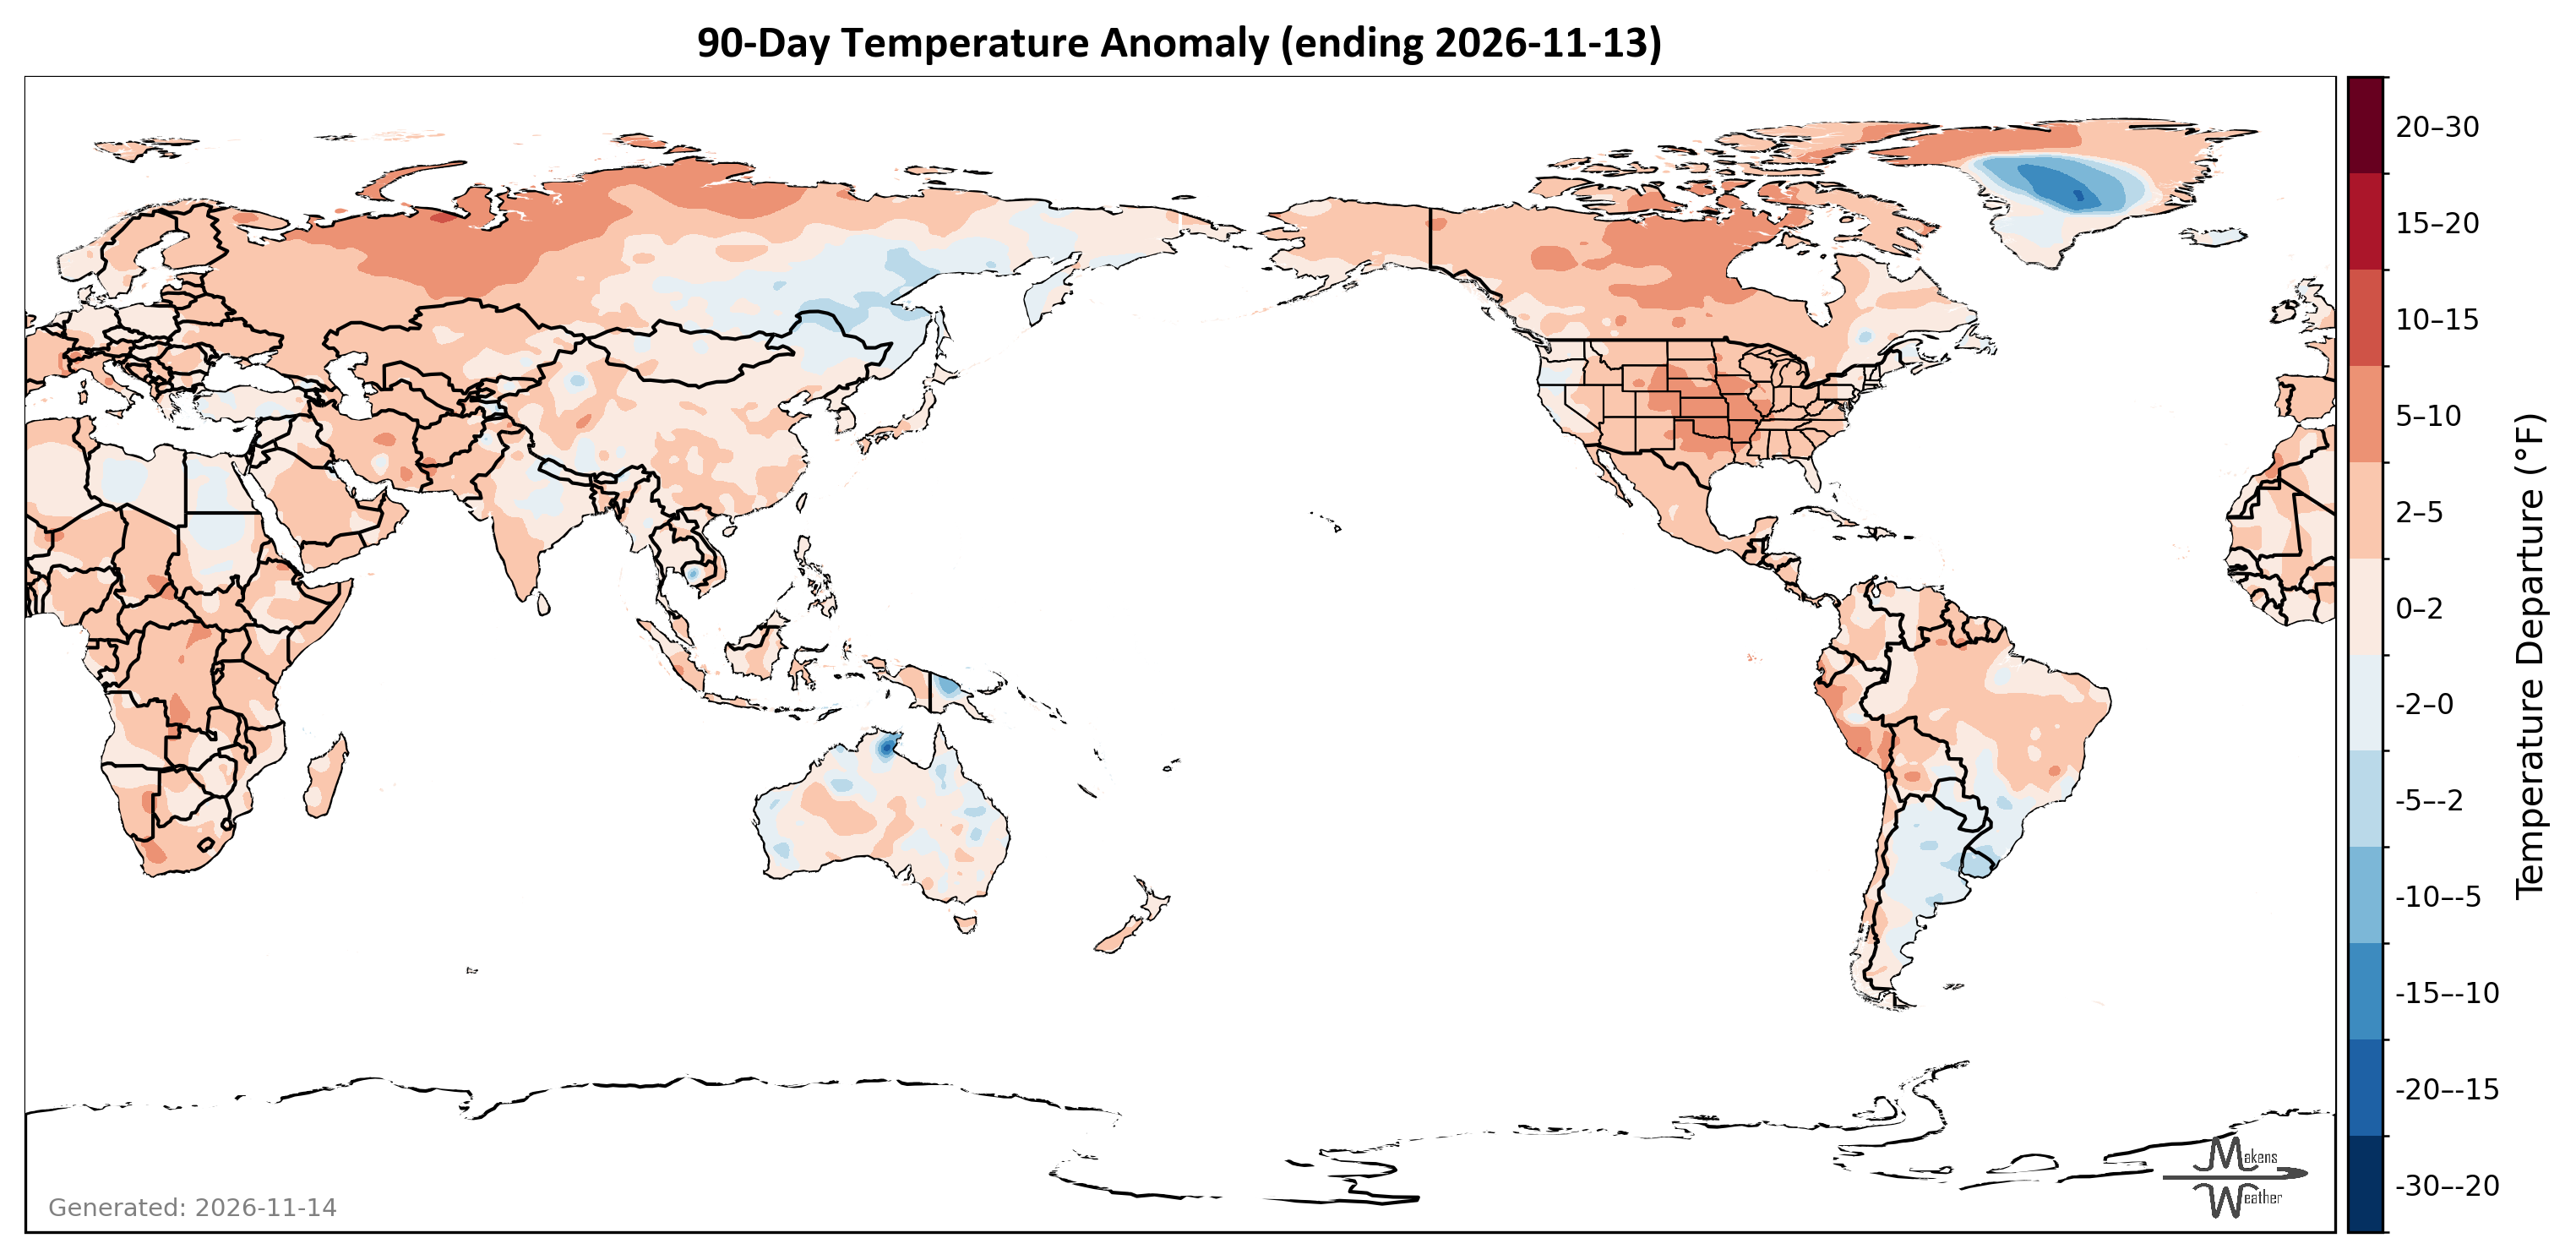 90-Day Temperature Anomaly (ending 2026-11-13)
20–30
15–20
10–15
5–10
2–5
0–2
-2–0
-5–-2
-10–-5
-15–-10
-20–-15
-30–-20
Temperature Departure (°F)
Generated: 2026-11-14
Makens
Weather